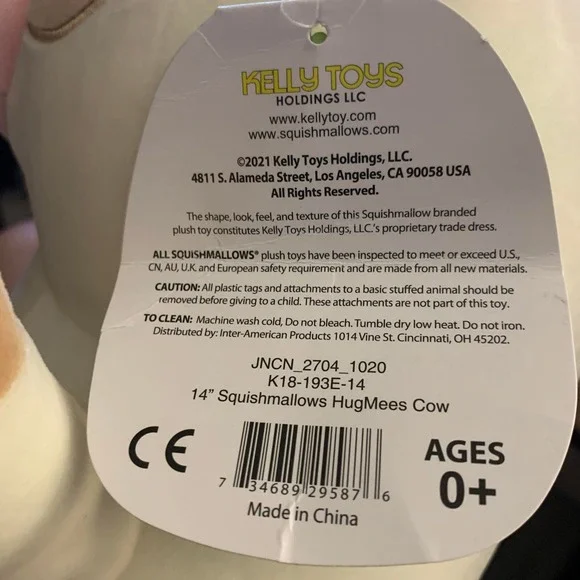 KELLY TOYS
HOLDINGS LLC
www.kellytoy.com
www.squishmallows.com
©2021 Kelly Toys Holdings, LLC.
4811 S. Alameda Street, Los Angeles, CA 90058 USA
All Rights Reserved.
The shape, look, feel, and texture of this Squishmallow branded
plush toy constitutes Kelly Toys Holdings, LLC.'s proprietary trade dress.
ALL SQUISHMALLOWS® plush toys have been inspected to meet or exceed U.S.,
CN, AU, U.K. and European safety requirement and are made from all new materials.
CAUTION: All plastic tags and attachments to a basic stuffed animal should be
removed before giving to a child. These attachments are not part of this toy.
TO CLEAN: Machine wash cold, Do not bleach. Tumble dry low heat. Do not iron.
Distributed by: Inter-American Products 1014 Vine St. Cincinnati, OH 45202.
JNCN_2704_1020
K18-193E-14
14” Squishmallows HugMees Cow
CE
7 34689 29587 6
Made in China
AGES
0+